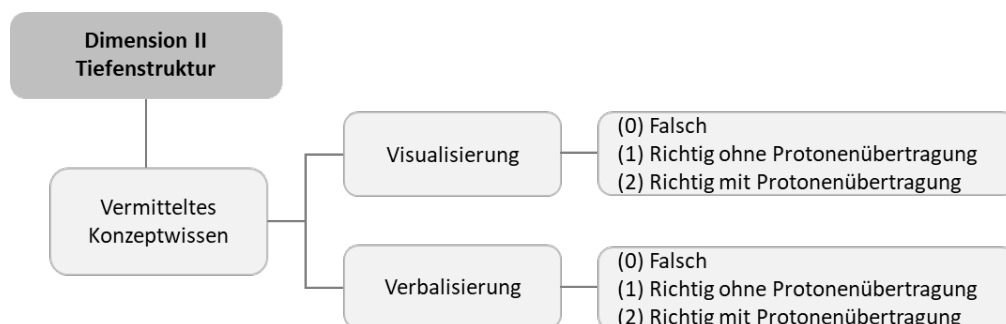 Dimension II
Tiefenstruktur
Visualisierung
(0) Falsch
(1) Richtig ohne Protonenübertragung
(2) Richtig mit Protonenübertragung
Vermitteltes
Konzeptwissen
Verbalisierung
(0) Falsch
(1) Richtig ohne Protonenübertragung
(2) Richtig mit Protonenübertragung